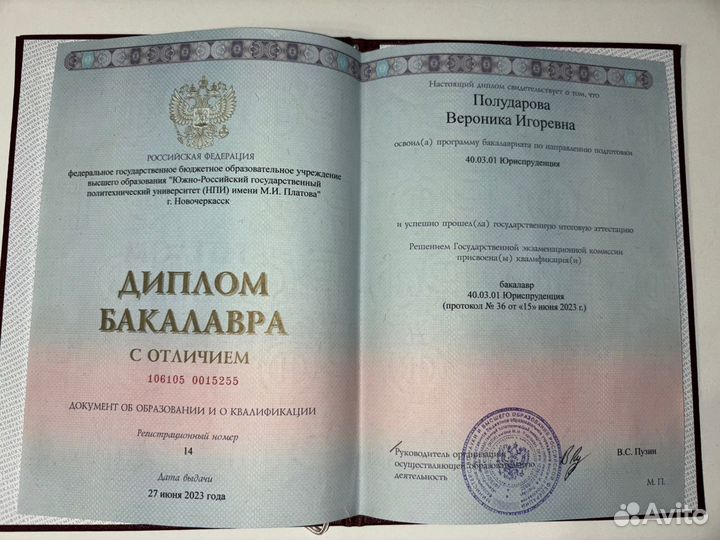 РОССИЙСКАЯ ФЕДЕРАЦИЯ
федеральное государственное бюджетное образовательное учреждение
высшего образования "Южно-Российский государственный
политехнический университет (НПИ) имени М.И. Платова"
г. Новочеркасск
ДИПЛОМ
БАКАЛАВРА
С ОТЛИЧИЕМ
106105 0015255
ДОКУМЕНТ ОБ ОБРАЗОВАНИИ И О КВАЛИФИКАЦИИ
Регистрационный номер
14
Дата выдачи
27 июня 2023 года
Настоящий диплом свидетельствует о том, что
Полударова
Вероника Игоревна
освоил(а) программу бакалавриата по направлению подготовки
40.03.01 Юриспруденция
и успешно прошел(ла) государственную итоговую аттестацию
Решением Государственной экзаменационной комиссии
присвоена(ы) квалификация(и)
бакалавр
40.03.01 Юриспруденция
(протокол № 36 от «15» июня 2023 г.)
Руководитель организации,
осуществляющей образовательную
деятельность
В.С. Пузин
М. П.
Avito